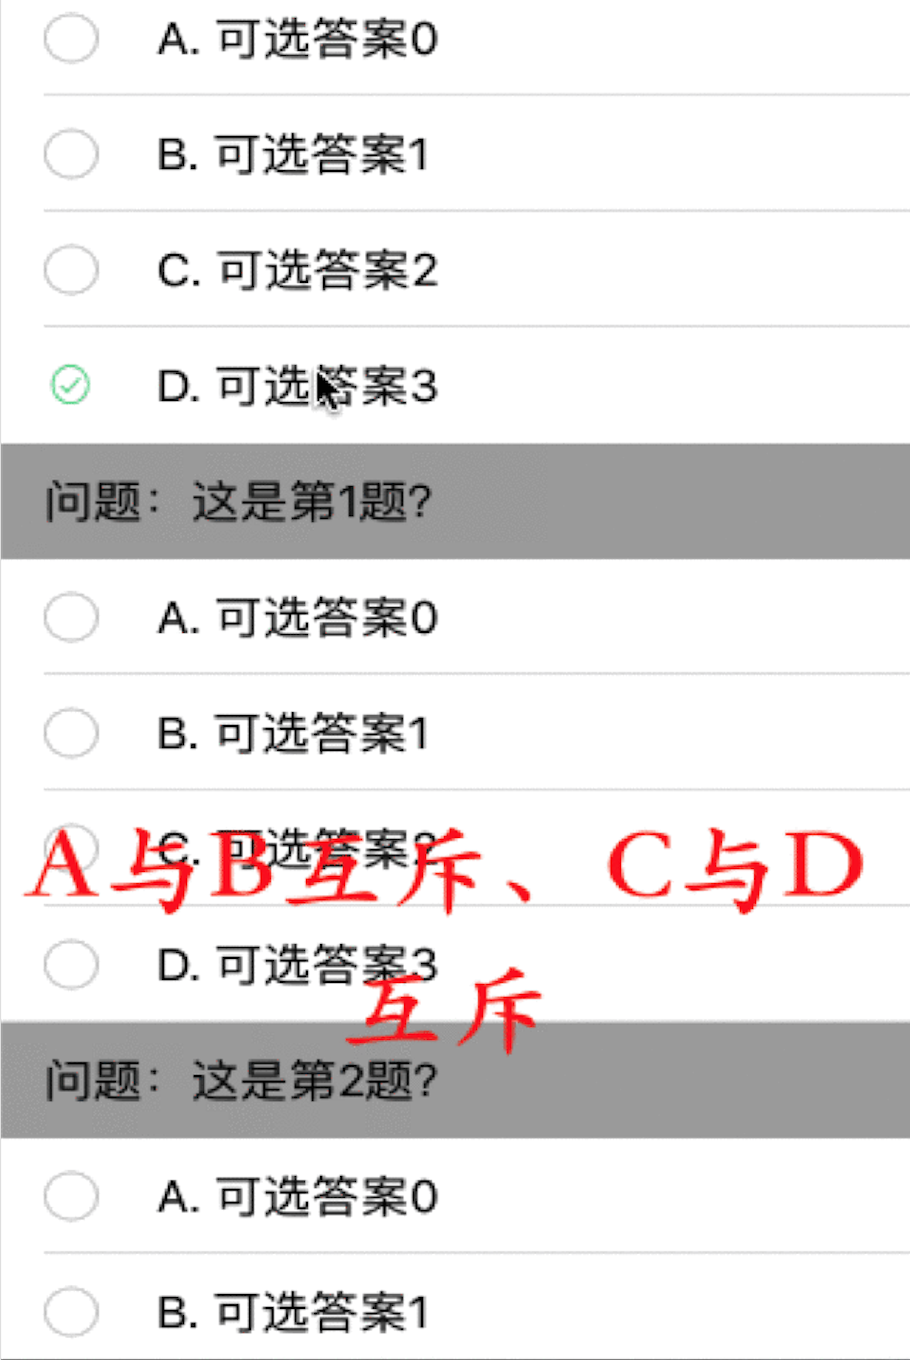 A. 可选答案0
B. 可选答案1
C. 可选答案2
D. 可选答案3
问题：这是第1题?
A. 可选答案0
B. 可选答案1
C. 可选答案2
A与B互斥、C与D
D. 可选答案3
互斥
问题：这是第2题?
A. 可选答案0
B. 可选答案1